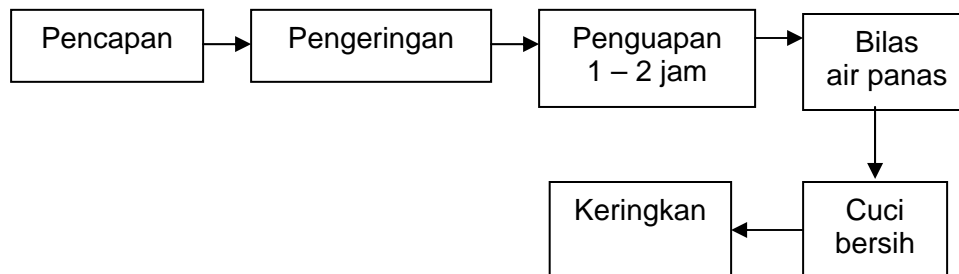 Pencapan
Pengeringan
Penguapan
1 – 2 jam
Bilas
air panas
Cuci
bersih
Keringkan